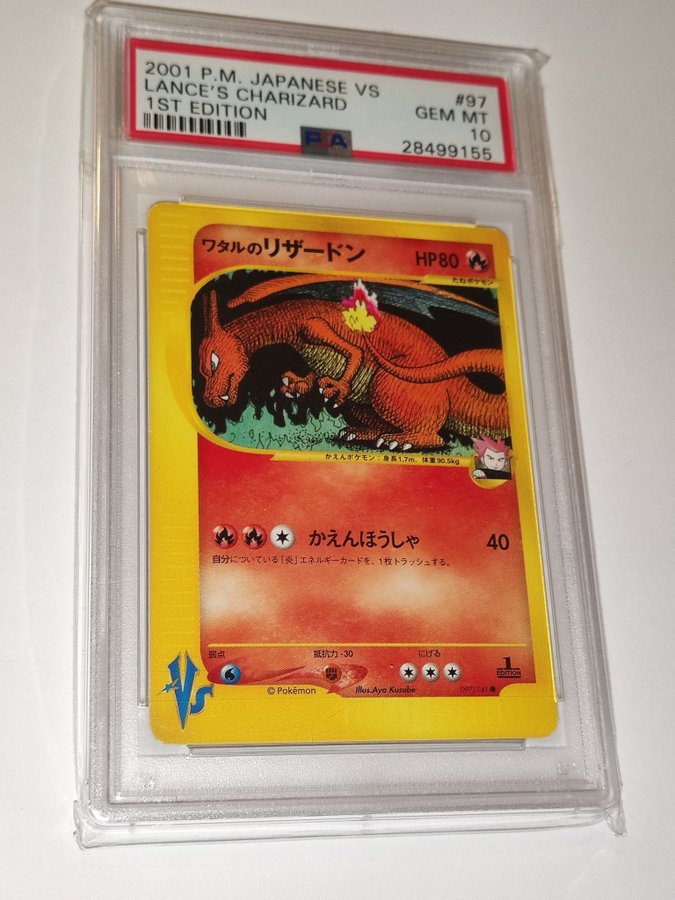 2001 P.M. JAPANESE VS #97
LANCE'S CHARIZARD GEM MT
1ST EDITION 10
PSA 28499155
ワタルのリザードン HP80
たねポケモン
かえんポケモン：身長1.7m、体重90.5kg
かえんほうしゃ 40
自分についている「炎」エネルギーカードを、1枚トラッシュする。
弱点 抵抗力-30 にげる
1
EDITION
VS
©Pokémon Illus.Aya Kusube 097/141●